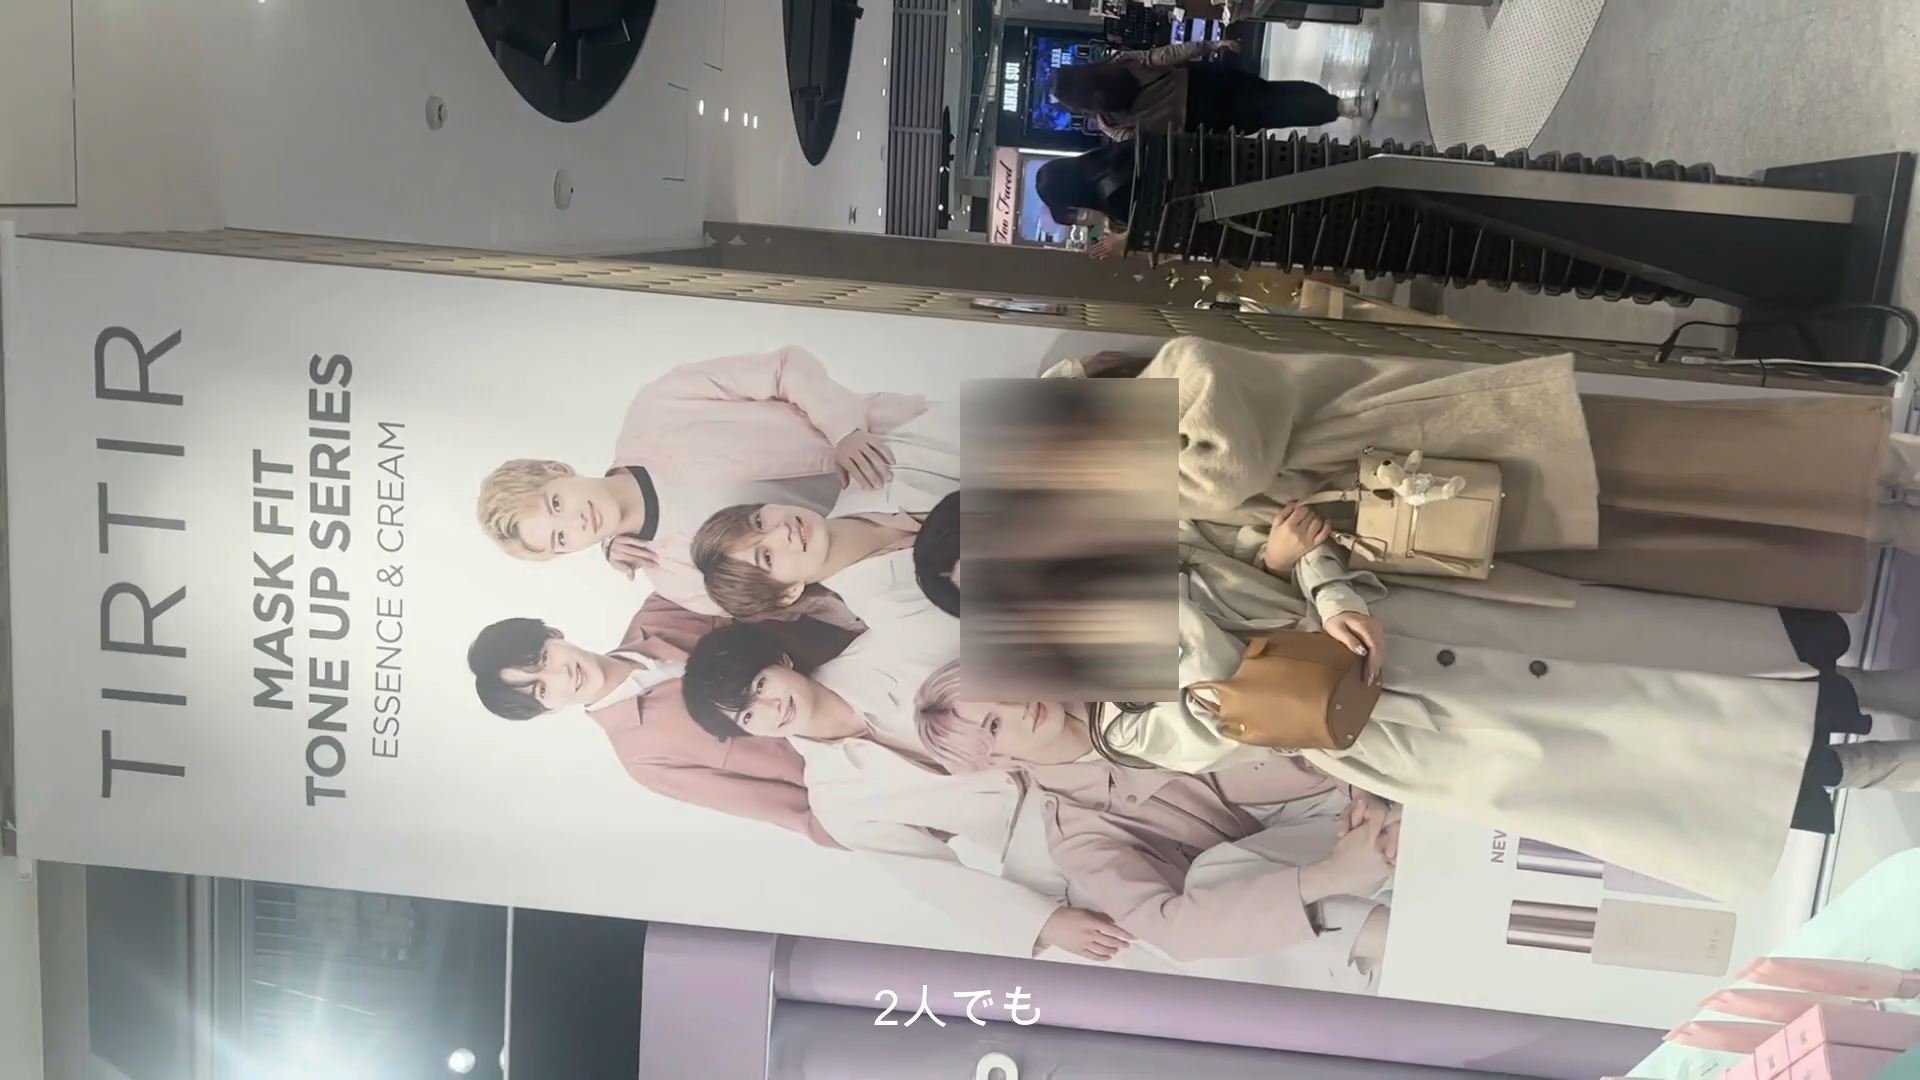 TIRTIR
MASK FIT
TONE UP SERIES
ESSENCE & CREAM
ANNA SUI
Too Faced
NEW
2人でも